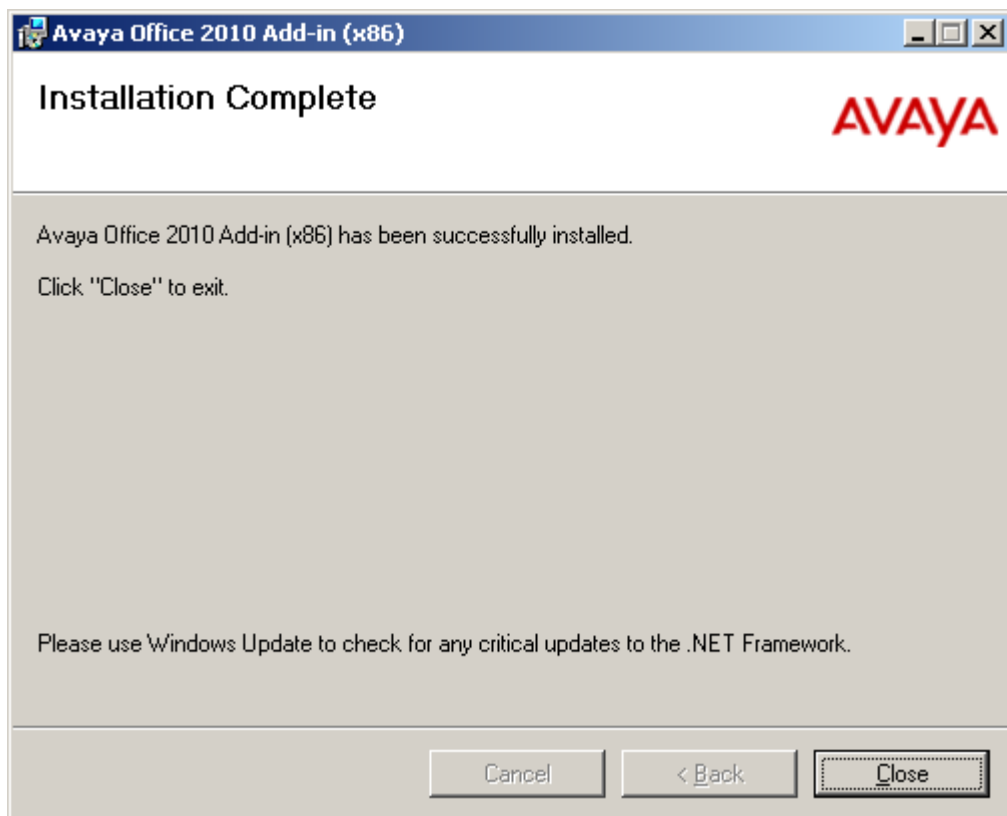 Avaya Office 2010 Add-in (x86)
Installation Complete
AVAYA
Avaya Office 2010 Add-in (x86) has been successfully installed.
Click "Close" to exit.
Please use Windows Update to check for any critical updates to the .NET Framework.
Cancel
< Back
Close